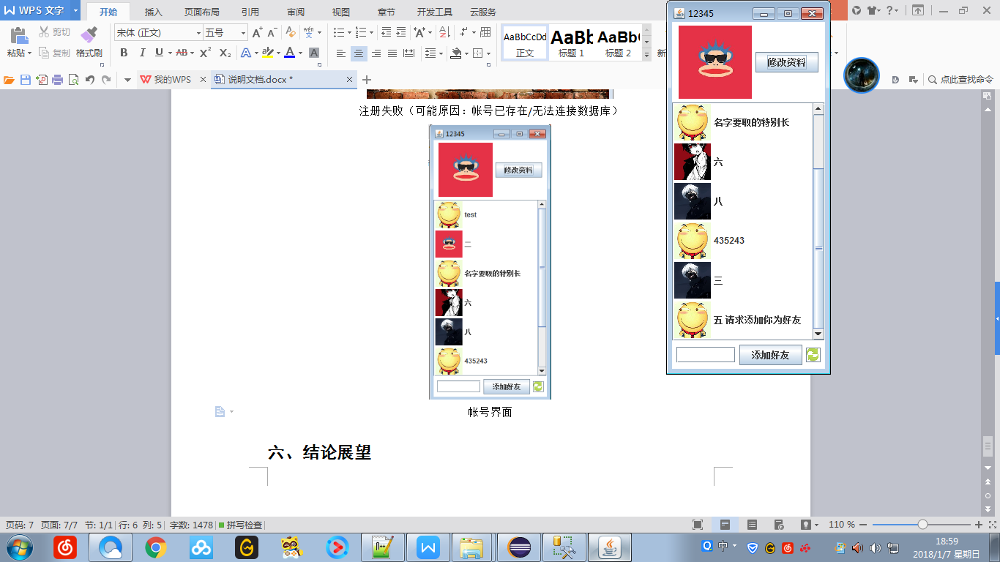 WPS 文字
开始
插入
页面布局
引用
审阅
视图
章节
开发工具
云服务
粘贴
剪切
复制
格式刷
宋体 (正文)
五号
B I U AB X² X₂
AaBbCcDd
正文
AaBb
标题 1
AaBb
标题 2
新
我的WPS
说明文档.docx *
点此查找命令
注册失败（可能原因：帐号已存在/无法连接数据库）
12345
修改资料
test
二
名字要取的特别长
六
八
435243
添加好友
帐号界面
六、结论展望
12345
修改资料
名字要取的特别长
六
八
435243
三
五 请求添加你为好友
添加好友
页码: 7 页面: 7/7 节: 1/1 行: 6 列: 5 字数: 1478 拼写检查
110 %
中
18:59
2018/1/7 星期日